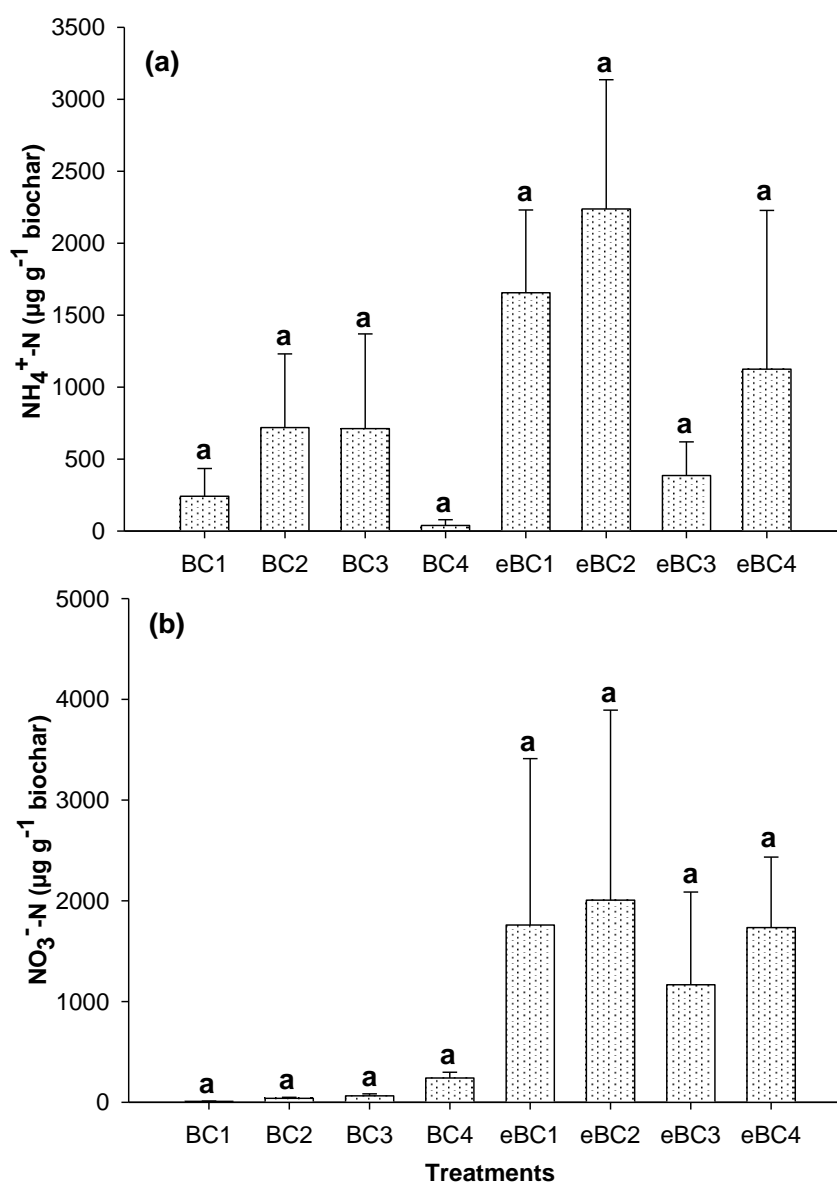 (a)
NH₄⁺-N (µg g⁻¹ biochar)
3500
3000
2500
2000
1500
1000
500
0
a a a a a a a a
BC1 BC2 BC3 BC4 eBC1 eBC2 eBC3 eBC4
(b)
NO₃⁻-N (µg g⁻¹ biochar)
5000
4000
3000
2000
1000
0
a a a a a a a a
BC1 BC2 BC3 BC4 eBC1 eBC2 eBC3 eBC4
Treatments